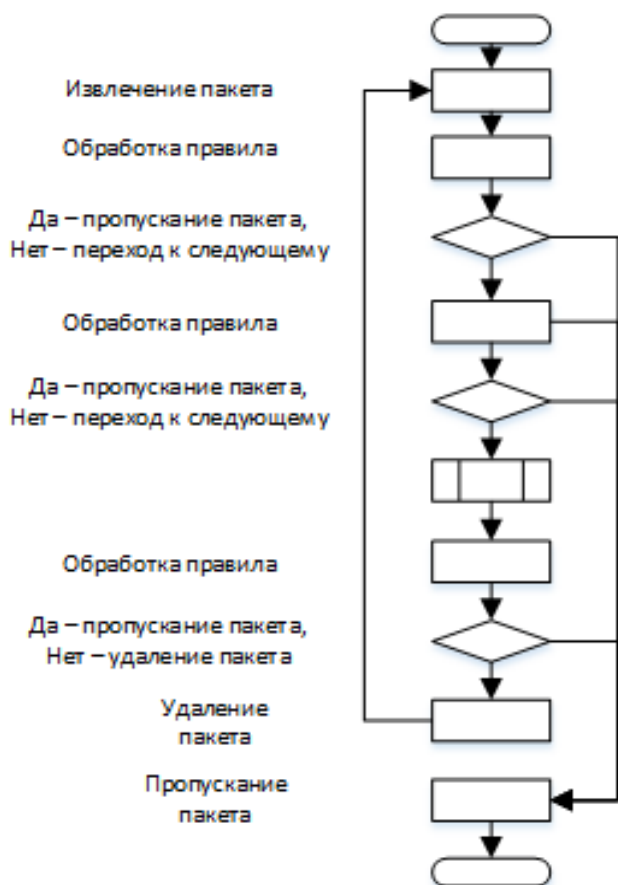 Извлечение пакета
Обработка правила
Да – пропускание пакета,
Нет – переход к следующему
Обработка правила
Да – пропускание пакета,
Нет – переход к следующему
Обработка правила
Да – пропускание пакета,
Нет – удаление пакета
Удаление
пакета
Пропускание
пакета